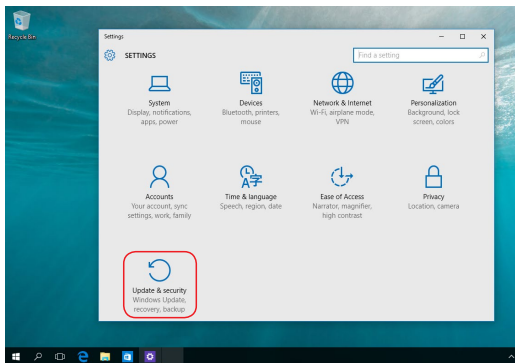 Recycle Bin
Settings
SETTINGS
Find a setting
System
Display, notifications,
apps, power
Devices
Bluetooth, printers,
mouse
Network & Internet
Wi-Fi, airplane mode,
VPN
Personalization
Background, lock
screen, colors
Accounts
Your account, sync
settings, work, family
Time & language
Speech, region, date
Ease of Access
Narrator, magnifier,
high contrast
Privacy
Location, camera
Update & security
Windows Update,
recovery, backup